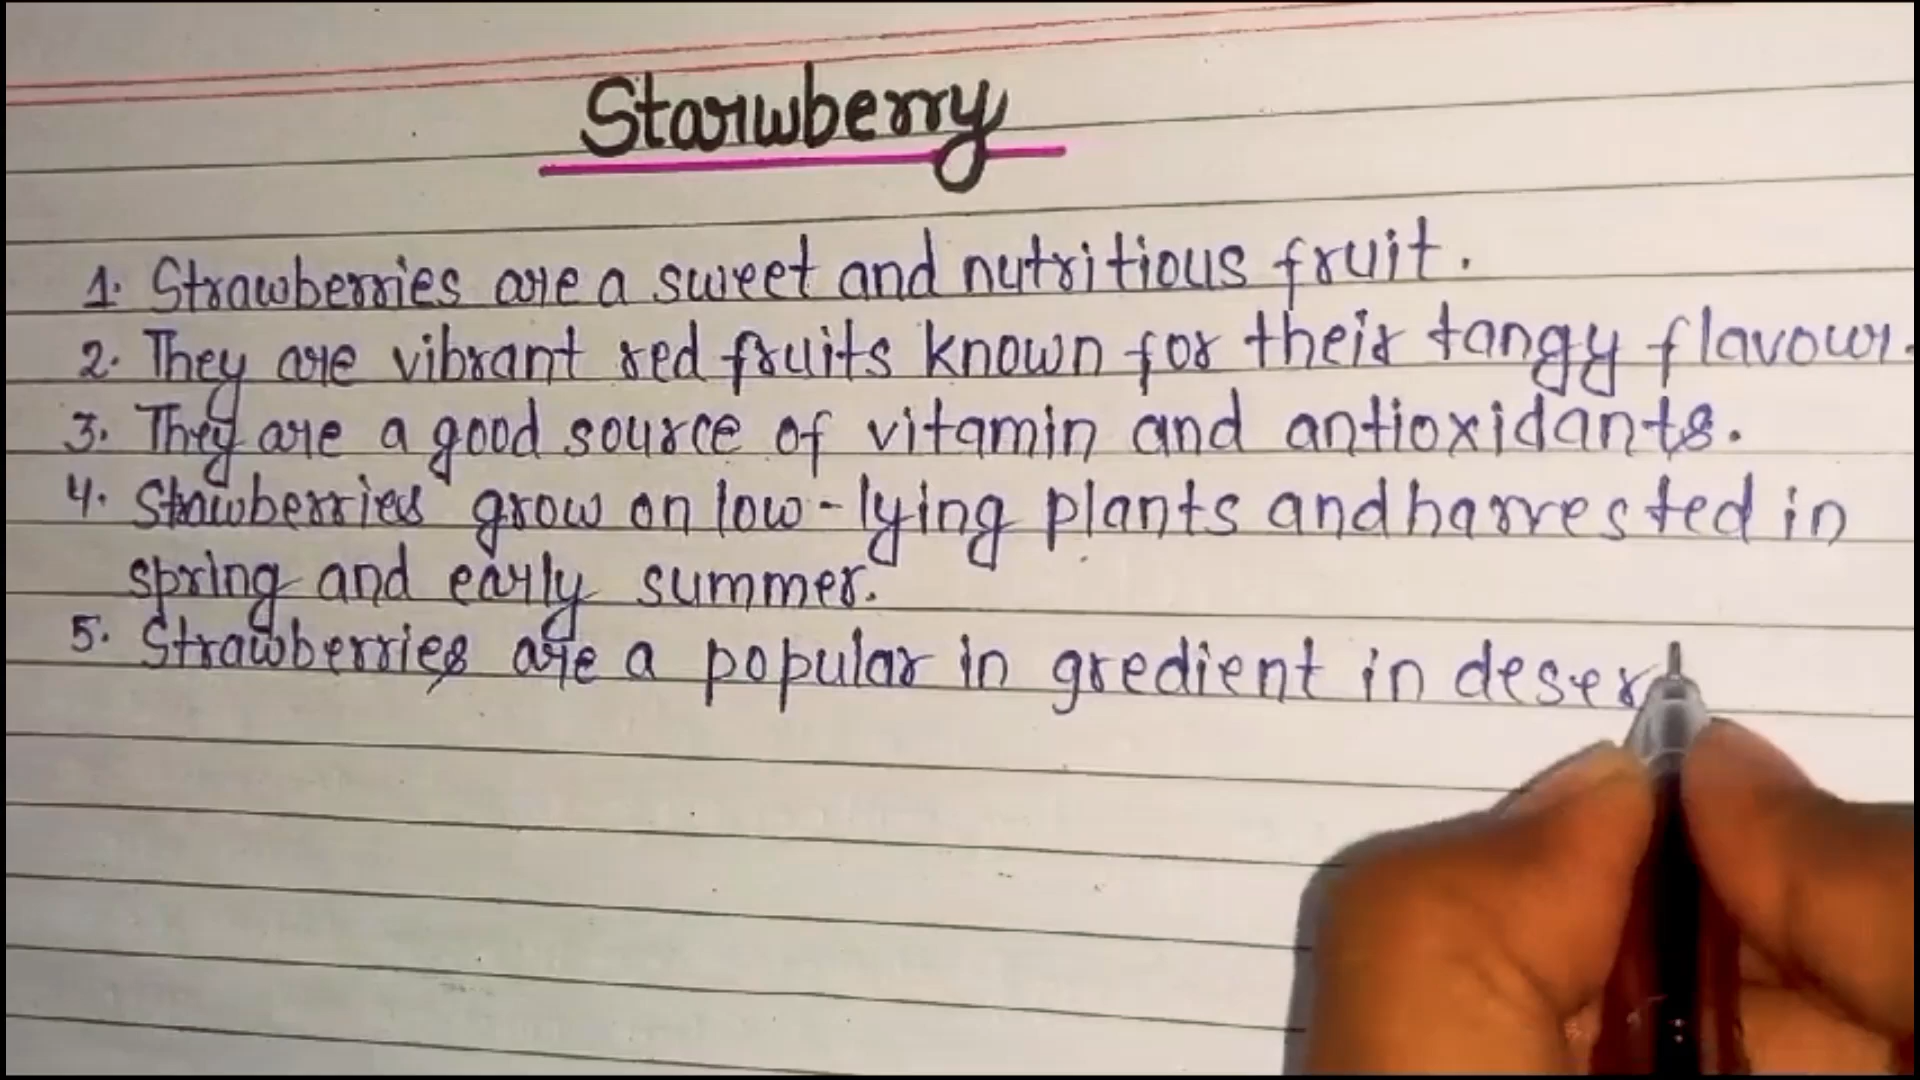 Starwberry
1. Strawberries are a sweet and nutritious fruit.
2. They are vibrant red fruits known for their tangy flavour.
3. They are a good source of vitamin and antioxidants.
4. Strawberries grow on low-lying plants and harvested in
spring and early summer.
5. Strawberries are a popular in gredient in deser